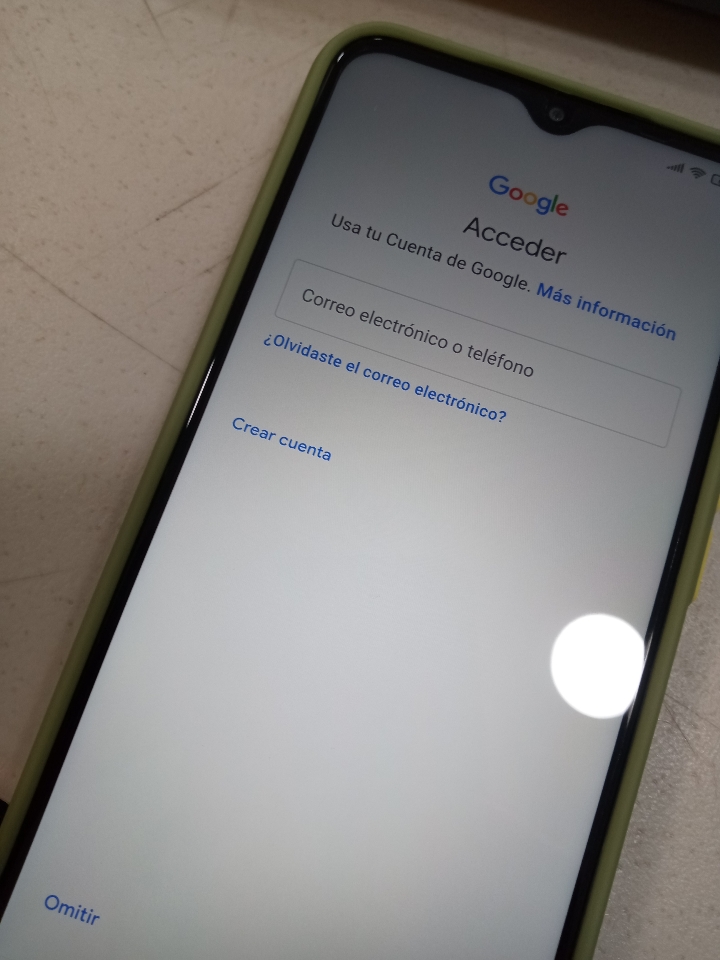 Google
Acceder
Usa tu Cuenta de Google. Más información
Correo electrónico o teléfono
¿Olvidaste el correo electrónico?
Crear cuenta
Omitir